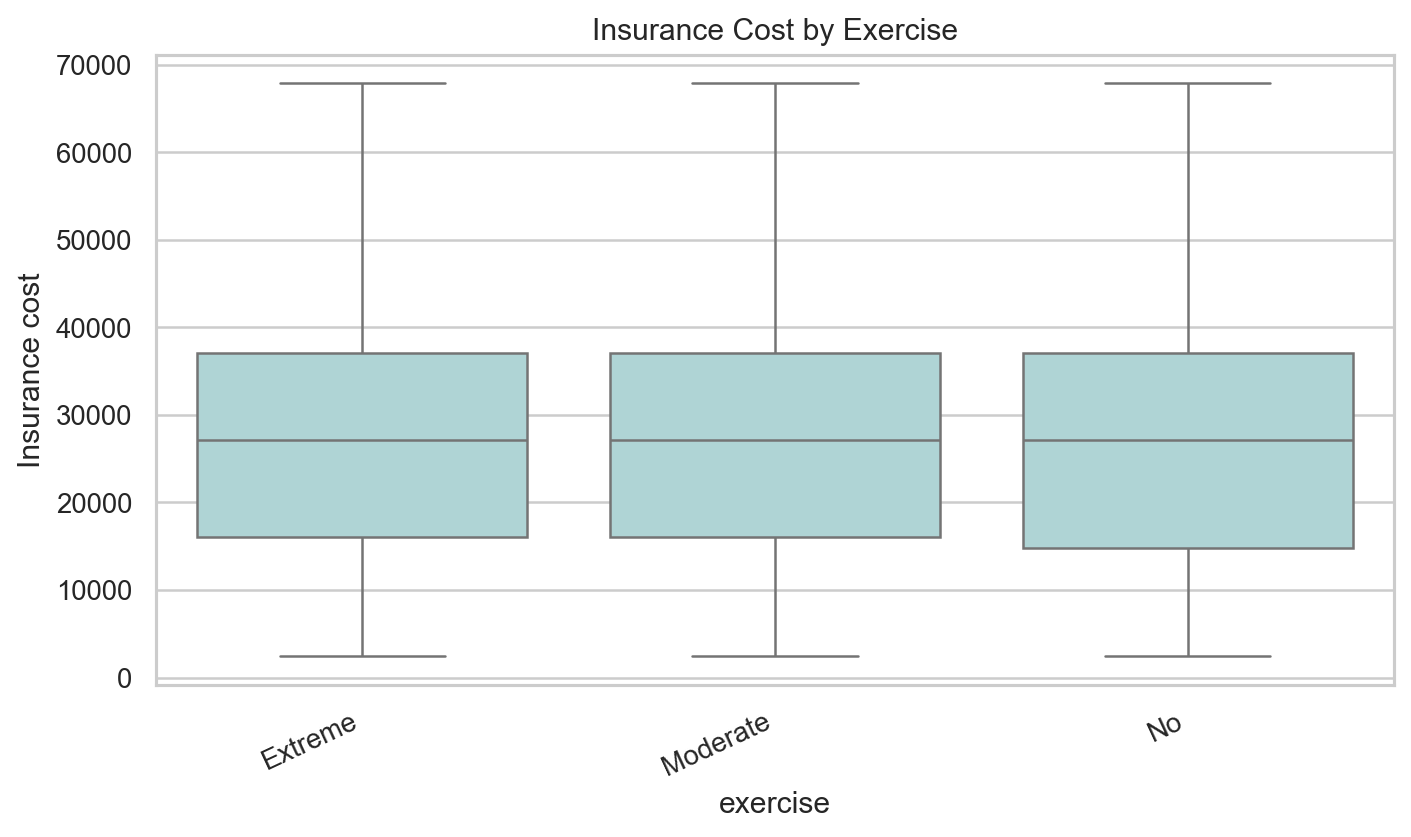 Insurance Cost by Exercise
Insurance cost
70000
60000
50000
40000
30000
20000
10000
0
Extreme
Moderate
No
exercise